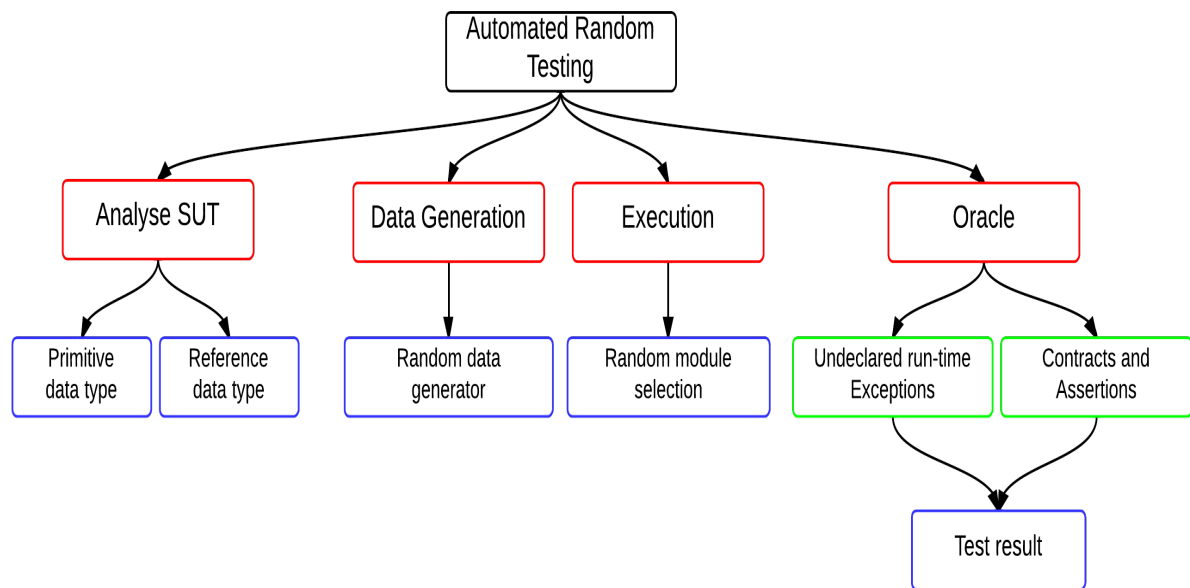 Automated Random
Testing
Analyse SUT
Data Generation
Execution
Oracle
Primitive
data type
Reference
data type
Random data
generator
Random module
selection
Undeclared run-time
Exceptions
Contracts and
Assertions
Test result